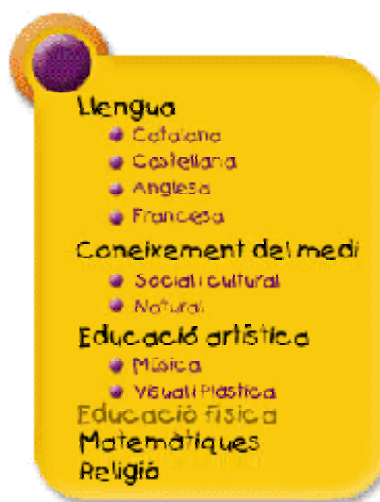 Llengua
Catalana
Castellana
Anglesa
Francesa
Coneixement del medi
Social i cultural
Natural
Educació artística
Música
Visual i Plàstica
Educació física
Matemàtiques
Religió